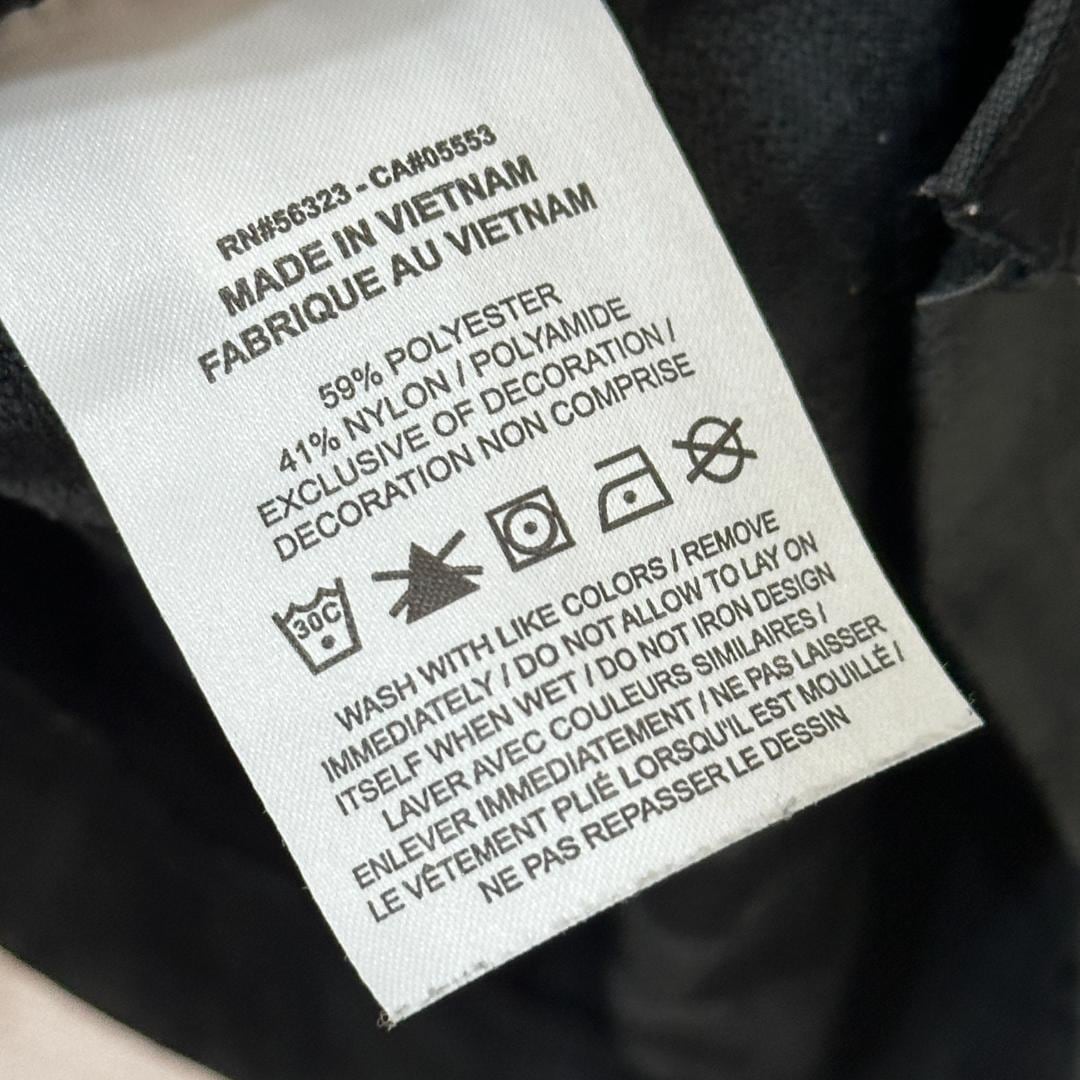 RN#56323 - CA#05553
MADE IN VIETNAM
FABRIQUE AU VIETNAM
59% POLYESTER
41% NYLON / POLYAMIDE
EXCLUSIVE OF DECORATION /
DECORATION NON COMPRISE
30C
WASH WITH LIKE COLORS / REMOVE
IMMEDIATELY / DO NOT ALLOW TO LAY ON
ITSELF WHEN WET / DO NOT IRON DESIGN
LAVER AVEC COULEURS SIMILAIRES /
ENLEVER IMMEDIATEMENT / NE PAS LAISSER
LE VÊTEMENT PLIÉ LORSQU'IL EST MOUILLÉ /
NE PAS REPASSER LE DESSIN